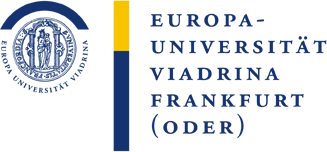 EUROPA UNIVERSITÄT VIADRINA
EUROPA-
UNIVERSITÄT
VIADRINA
FRANKFURT
(ODER)